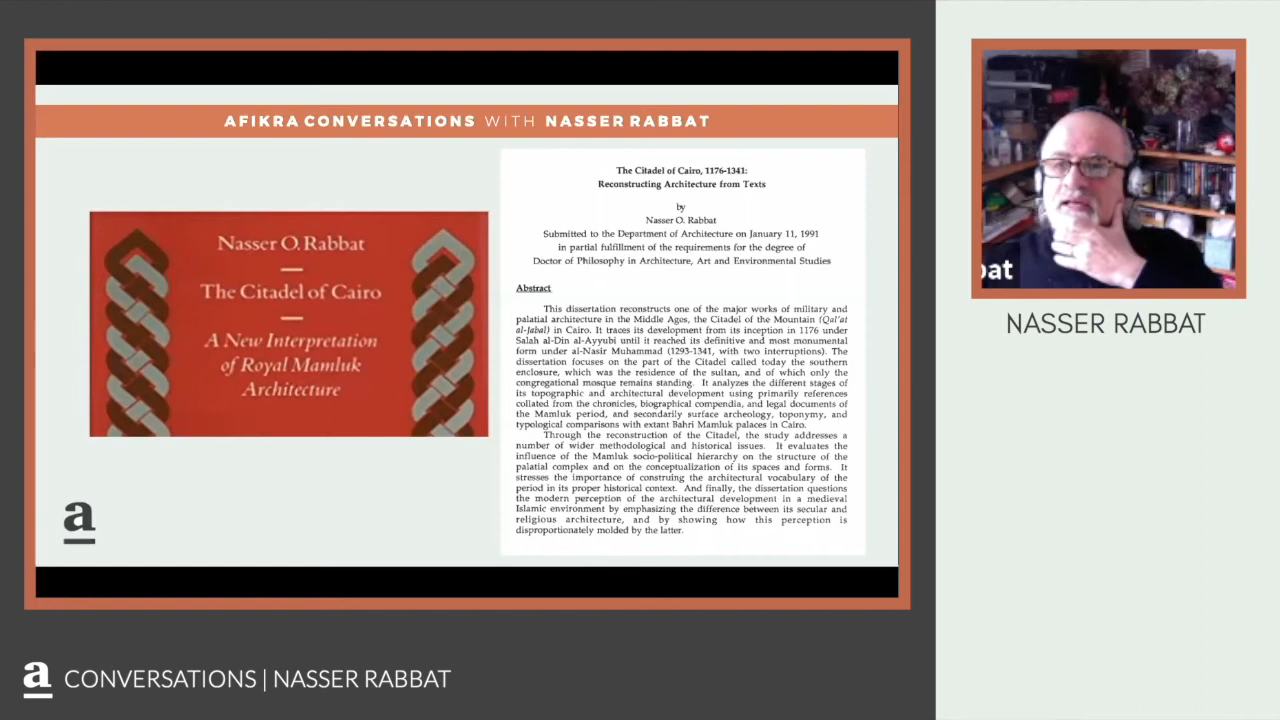 AFIKRA CONVERSATIONS WITH NASSER RABBAT
Nasser O. Rabbat
The Citadel of Cairo
A New Interpretation
of Royal Mamluk
Architecture
The Citadel of Cairo, 1176-1341:
Reconstructing Architecture from Texts
by
Nasser O. Rabbat
Submitted to the Department of Architecture on January 11, 1991
in partial fulfillment of the requirements for the degree of
Doctor of Philosophy in Architecture, Art and Environmental Studies
Abstract
This dissertation reconstructs one of the major works of military and
palatial architecture in the Middle Ages, the Citadel of the Mountain (Qal'at
al-Jabal) in Cairo. It traces its development from its inception in 1176 under
Salah al-Din al-Ayyubi until it reached its definitive and most monumental
form under al-Nasir Muhammad (1293-1341, with two interruptions). The
dissertation focuses on the part of the Citadel called today the southern
enclosure, which was the residence of the sultan, and of which only the
congregational mosque remains standing. It analyzes the different stages of
its topographic and architectural development using primarily references
collated from the chronicles, biographical compendia, and legal documents of
the Mamluk period, and secondarily surface archeology, toponymy, and
typological comparisons with extant Bahri Mamluk palaces in Cairo.
Through the reconstruction of the Citadel, the study addresses a
number of wider methodological and historical issues. It evaluates the
influence of the Mamluk socio-political hierarchy on the structure of the
palatial complex and on the conceptualization of its spaces and forms. It
stresses the importance of construing the architectural vocabulary of the
period in its proper historical context. And finally, the dissertation questions
the modern perception of the architectural development in a medieval
Islamic environment by emphasizing the difference between its secular and
religious architecture, and by showing how this perception is
disproportionately molded by the latter.
a
bat
NASSER RABBAT
a CONVERSATIONS | NASSER RABBAT